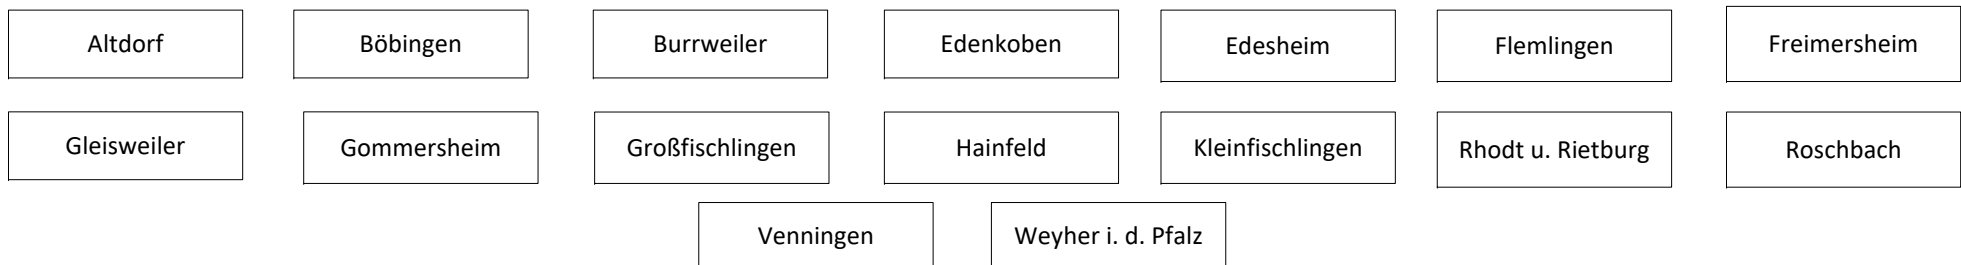 Altdorf
Böbingen
Burrweiler
Edenkoben
Edesheim
Flemlingen
Freimersheim
Gleisweiler
Gommersheim
Großfischlingen
Hainfeld
Kleinfischlingen
Rhodt u. Rietburg
Roschbach
Venningen
Weyher i. d. Pfalz